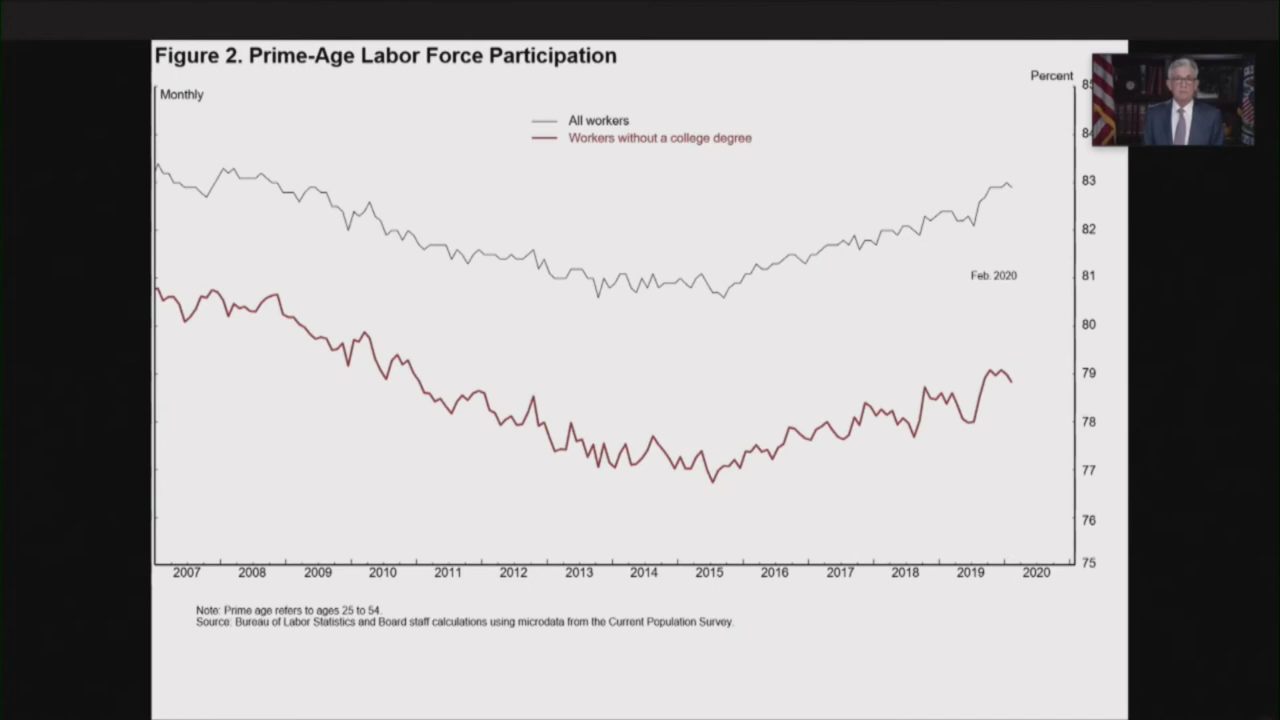 Figure 2. Prime-Age Labor Force Participation
Percent
Monthly
85
All workers
84
Workers without a college degree
83
82
Feb. 2020
81
80
79
78
77
76
75
2007 2008 2009 2010 2011 2012 2013 2014 2015 2016 2017 2018 2019 2020
Note: Prime age refers to ages 25 to 54.
Source: Bureau of Labor Statistics and Board staff calculations using microdata from the Current Population Survey.